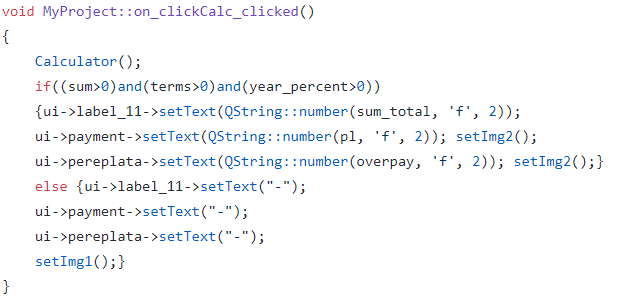 void MyProject::on_clickCalc_clicked()
{
    Calculator();
    if((sum>0)and(terms>0)and(year_percent>0))
    {ui->label_11->setText(QString::number(sum_total, 'f', 2));
    ui->payment->setText(QString::number(pl, 'f', 2)); setImg2();
    ui->pereplata->setText(QString::number(overpay, 'f', 2)); setImg2();}
    else {ui->label_11->setText("-");
    ui->payment->setText("-");
    ui->pereplata->setText("-");
    setImg1();}
}